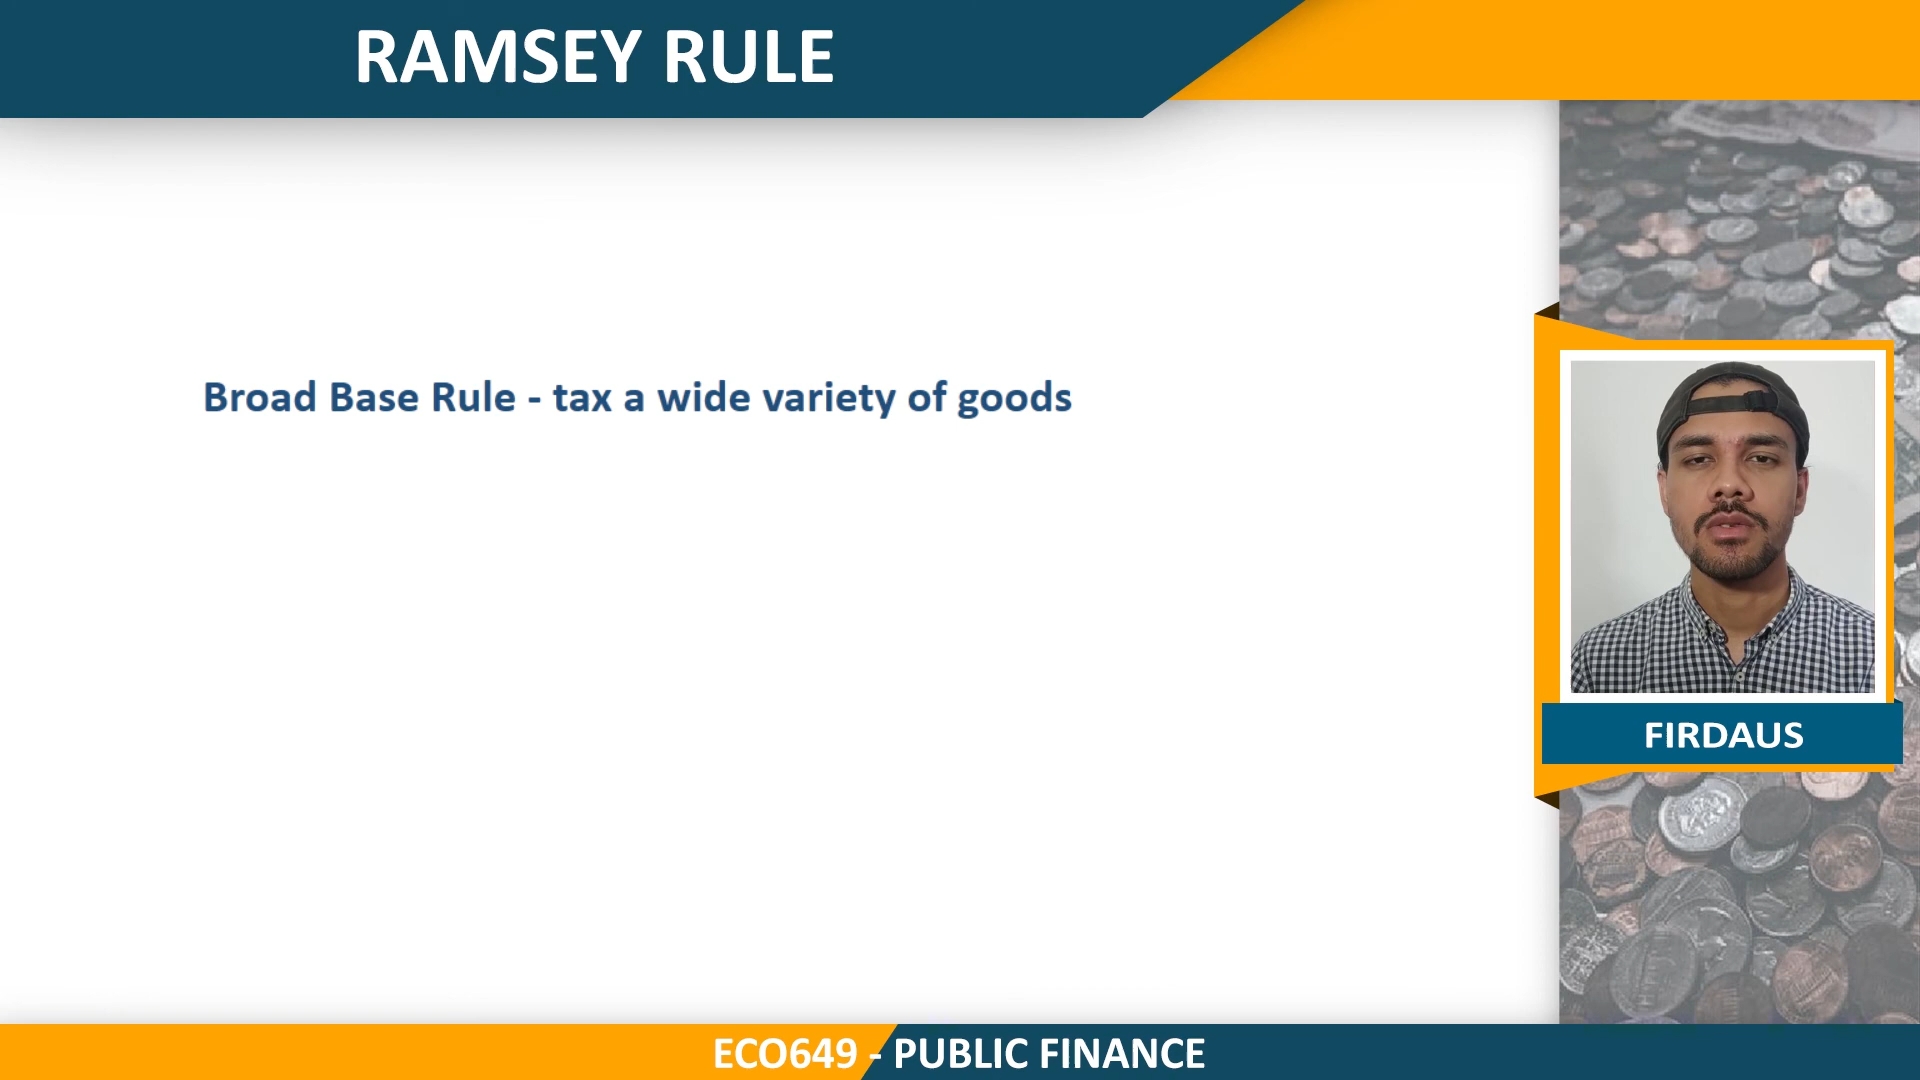 RAMSEY RULE
Broad Base Rule - tax a wide variety of goods
FIRDAUS
ECO649 - PUBLIC FINANCE